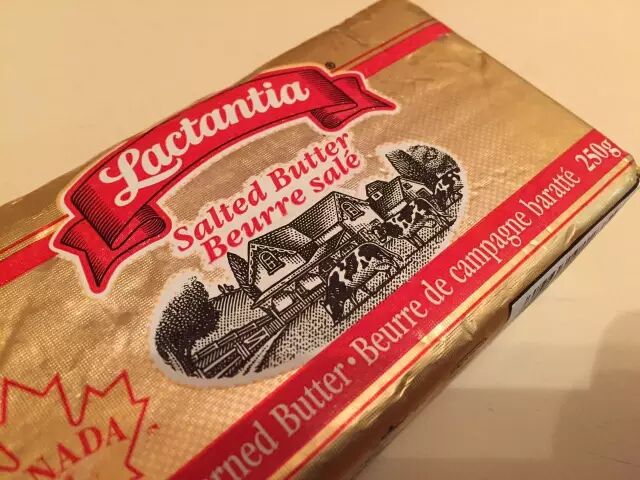 Lactantia®
Salted Butter
Beurre salé
rned Butter • Beurre de campagne baratté 250g
NADA